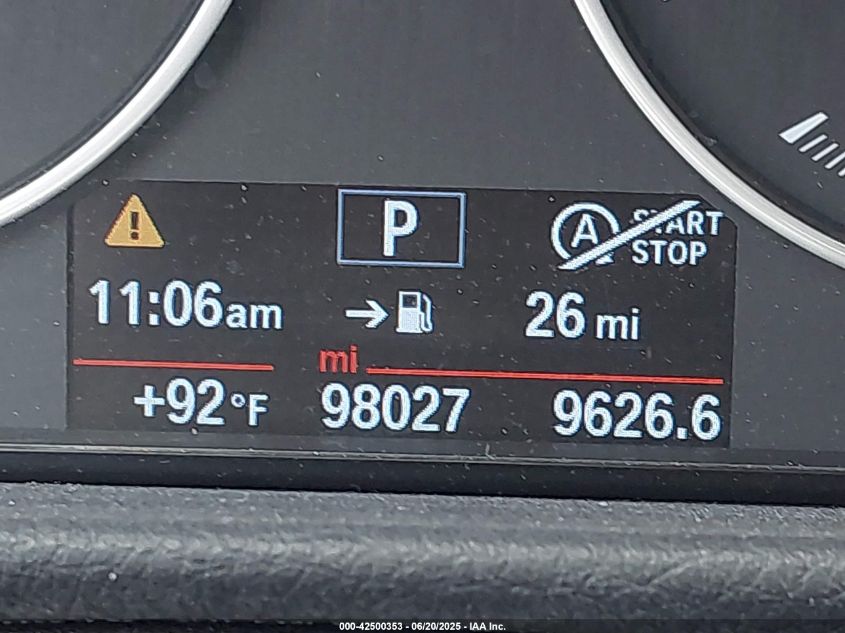 P
A START
STOP
11:06am
26 mi
mi
+92°F
98027
9626.6
000-42500353 - 06/20/2025 - IAA Inc.